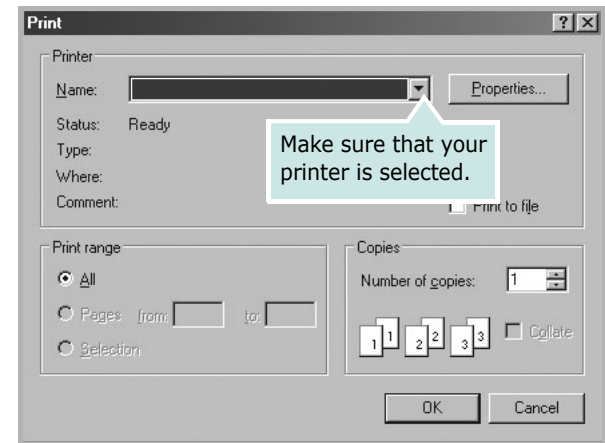 Print
Printer
Name:
Properties...
Status: Ready
Type:
Where:
Comment:
Print to file
Make sure that your
printer is selected.
Print range
All
Pages from: to:
Selection
Copies
Number of copies: 1
1 1 2 2 3 3
Collate
OK Cancel